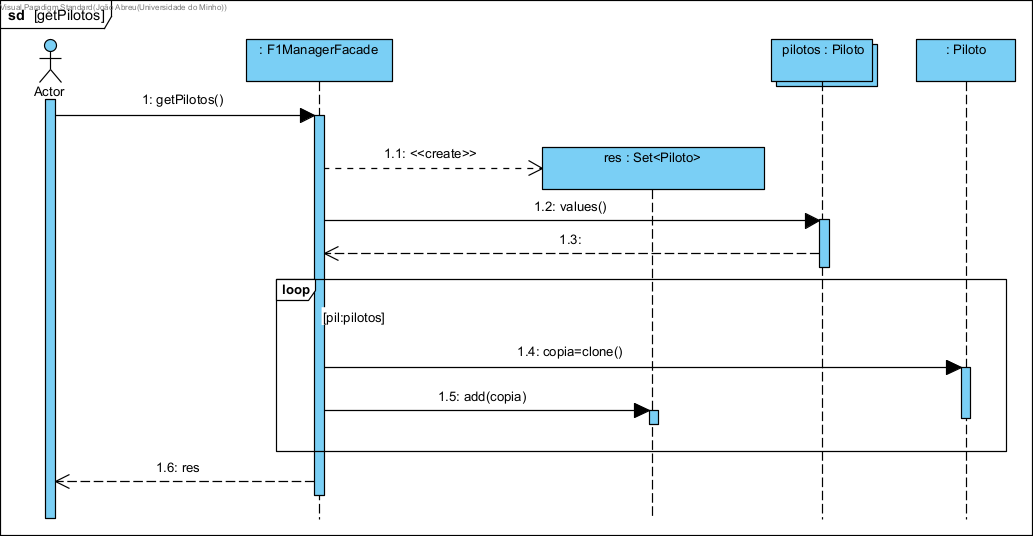 Visual Paradigm Standard(João Abreu(Universidade do Minho))
sd [getPilotos]
Actor
: F1ManagerFacade
pilotos : Piloto
: Piloto
1: getPilotos()
1.1: <<create>>
res : Set<Piloto>
1.2: values()
1.3:
loop
[pil:pilotos]
1.4: copia=clone()
1.5: add(copia)
1.6: res